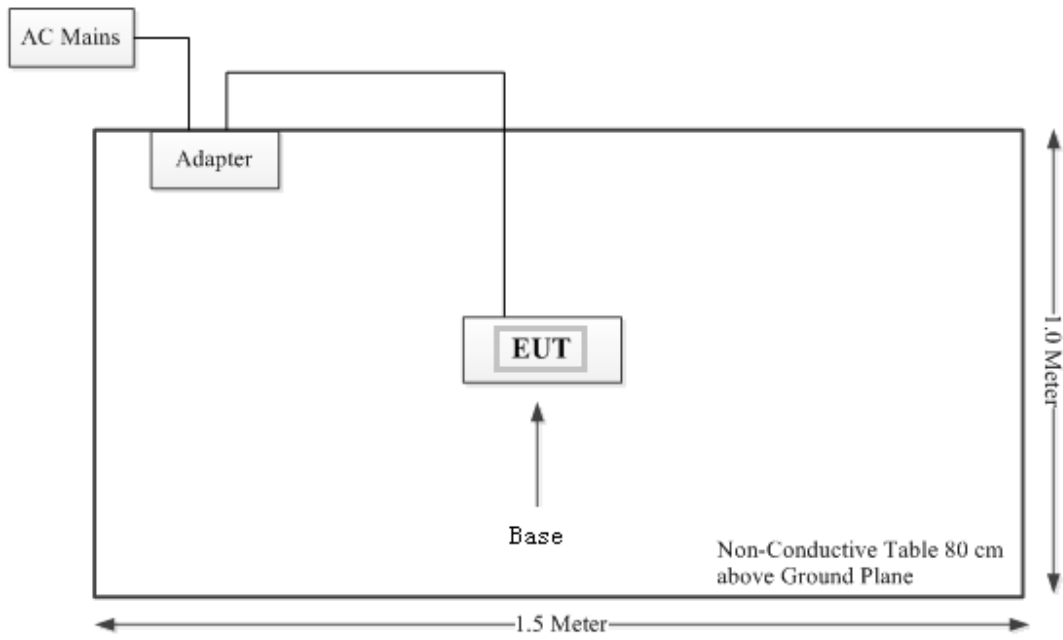 AC Mains
Adapter
EUT
Base
Non-Conductive Table 80 cm
above Ground Plane
1.0 Meter
1.5 Meter